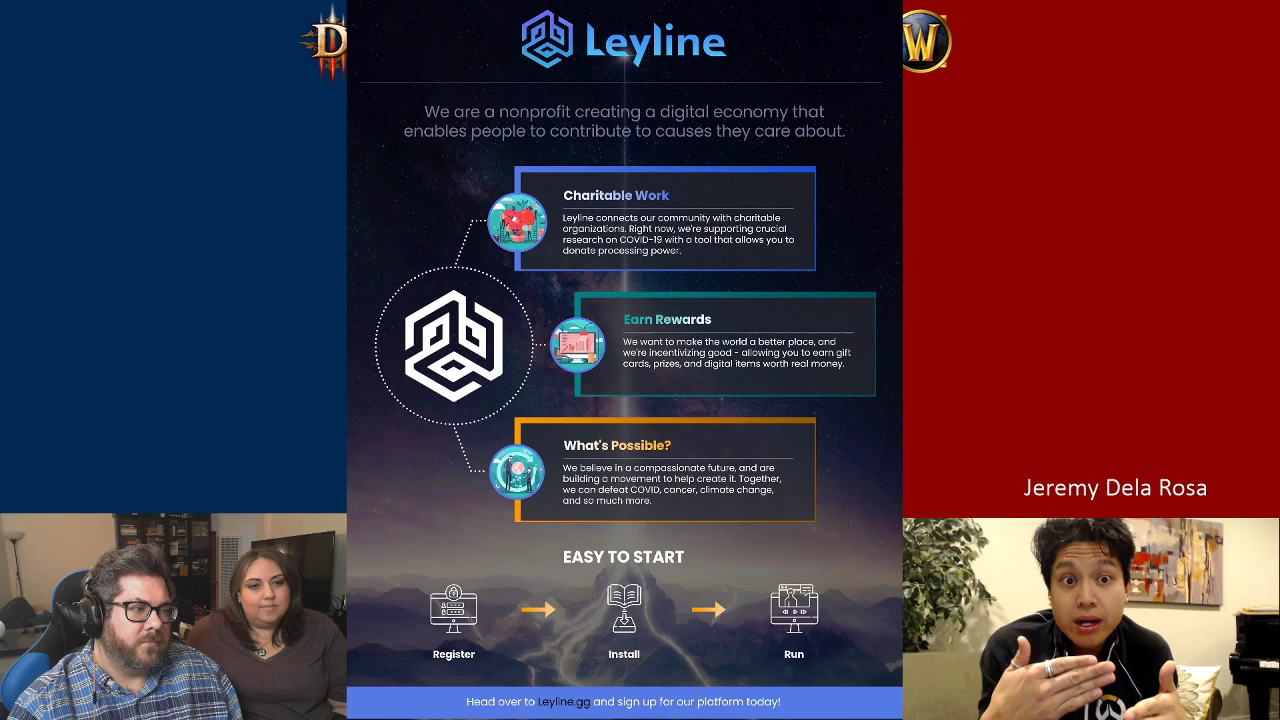 Leyline
We are a nonprofit creating a digital economy that
enables people to contribute to causes they care about.
Charitable Work
Leyline connects our community with charitable
organizations. Right now, we're supporting crucial
research on COVID-19 with a tool that allows you to
donate processing power.
Earn Rewards
We want to make the world a better place, and
we're incentivizing good - allowing you to earn gift
cards, prizes, and digital items worth real money.
What's Possible?
We believe in a compassionate future, and are
building a movement to help create it. Together,
we can defeat COVID, cancer, climate change,
and so much more.
EASY TO START
Register
Install
Run
Head over to Leyline.gg and sign up for our platform today!
D
W
Jeremy Dela Rosa